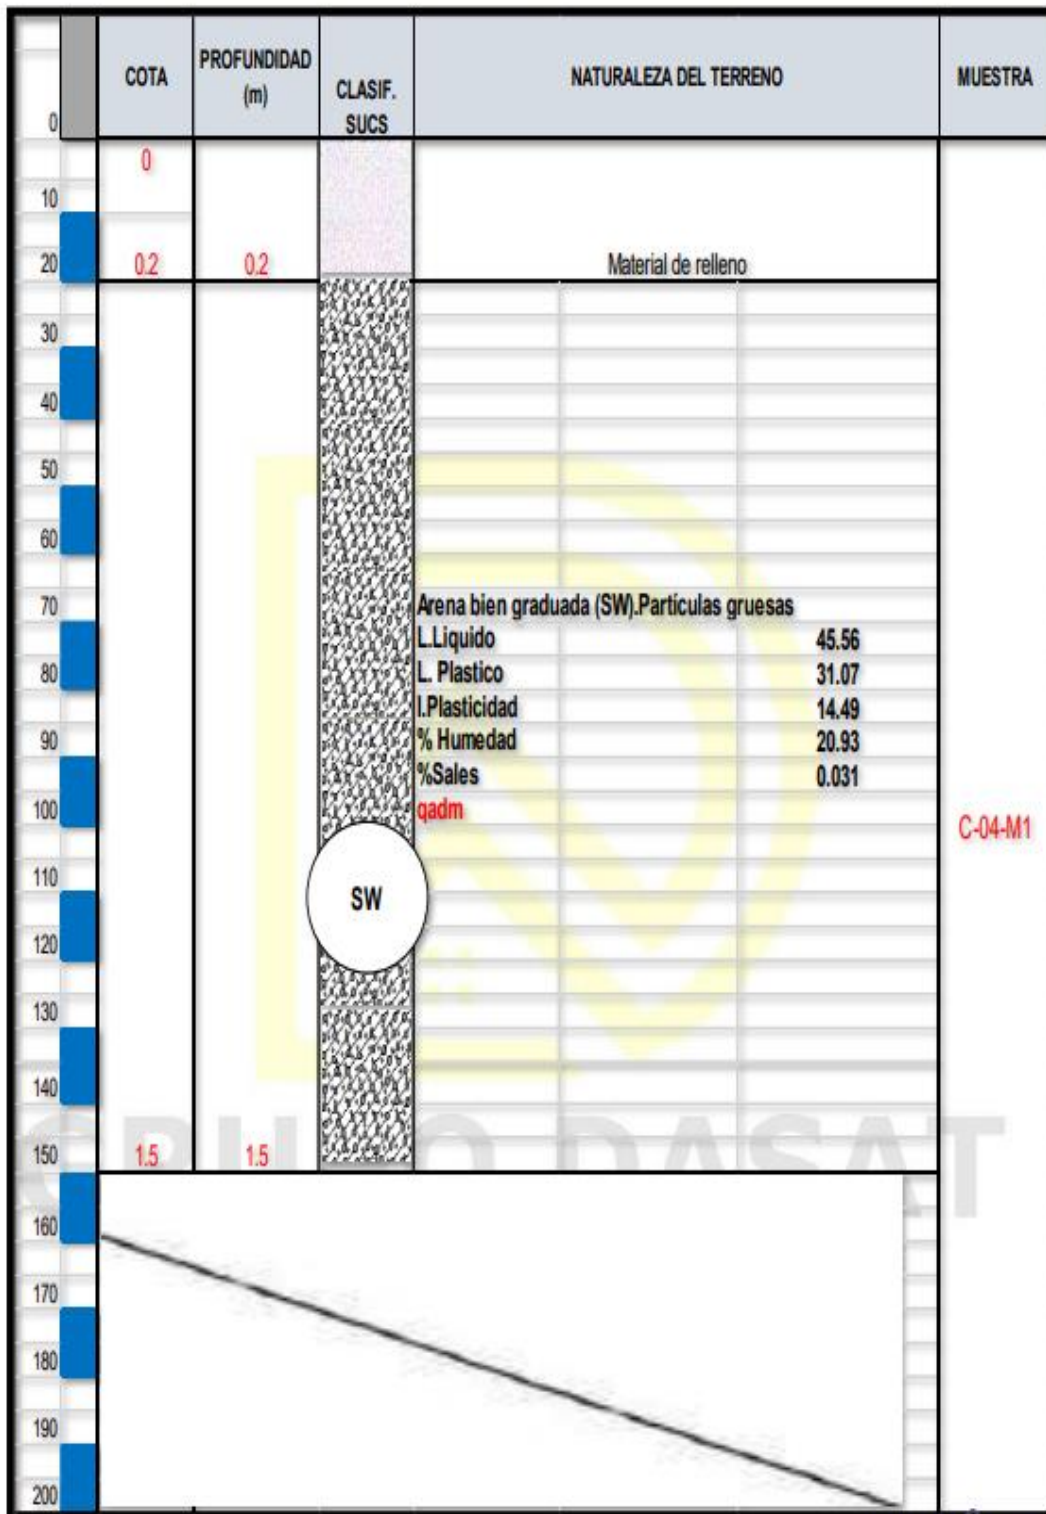 COTA
PROFUNDIDAD
(m)
CLASIF.
SUCS
NATURALEZA DEL TERRENO
MUESTRA
0
0
10
20
0.2
0.2
Material de relleno
30
40
50
60
70
Arena bien graduada (SW).Partículas gruesas
L.Liquido 45.56
80
L. Plastico 31.07
I.Plasticidad 14.49
90
% Humedad 20.93
%Sales 0.031
100
qadm
C-04-M1
110
SW
120
130
140
150
1.5
1.5
GRUPO DASAT
160
170
180
190
200